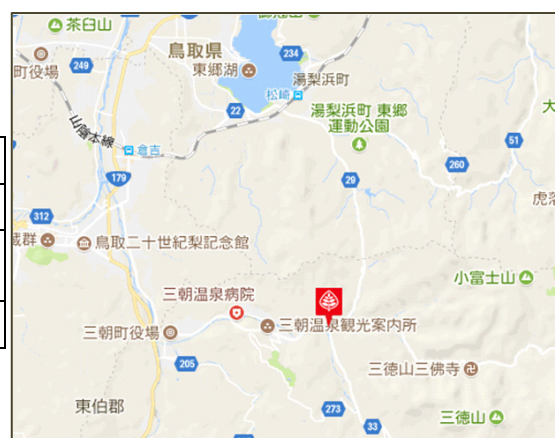 茶臼山
鳥取県
234
町役場
249
東郷湖
湯梨浜町
松崎
22
湯梨浜町 東郷
運動公園
山陰本線
倉吉
51
260
179
29
312
蔵群
鳥取二十世紀梨記念館
小富士山
三朝温泉病院
三朝町役場
三朝温泉観光案内所
205
三徳山三佛寺
東伯郡
273
33
三徳山